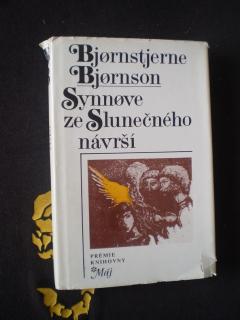 Bjørnstjerne
Bjørnson
Synnøve
ze Slunečného
návrší
PRÉMIE
KNIHOVNY
Máj